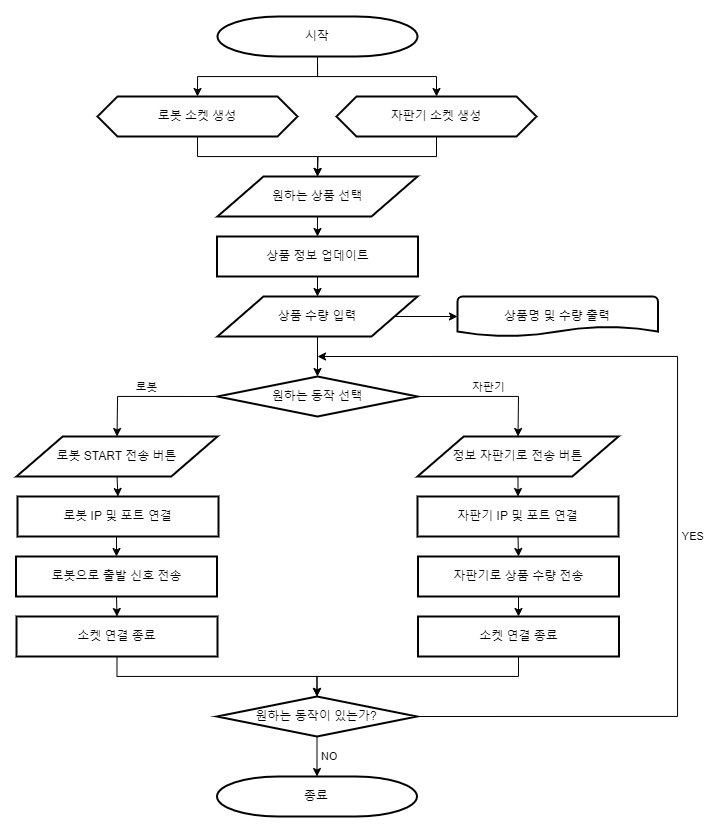 시작
로봇 소켓 생성
자판기 소켓 생성
원하는 상품 선택
상품 정보 업데이트
상품 수량 입력
상품명 및 수량 출력
로봇
원하는 동작 선택
자판기
로봇 START 전송 버튼
정보 자판기로 전송 버튼
로봇 IP 및 포트 연결
자판기 IP 및 포트 연결
YES
로봇으로 출발 신호 전송
자판기로 상품 수량 전송
소켓 연결 종료
소켓 연결 종료
원하는 동작이 있는가?
NO
종료